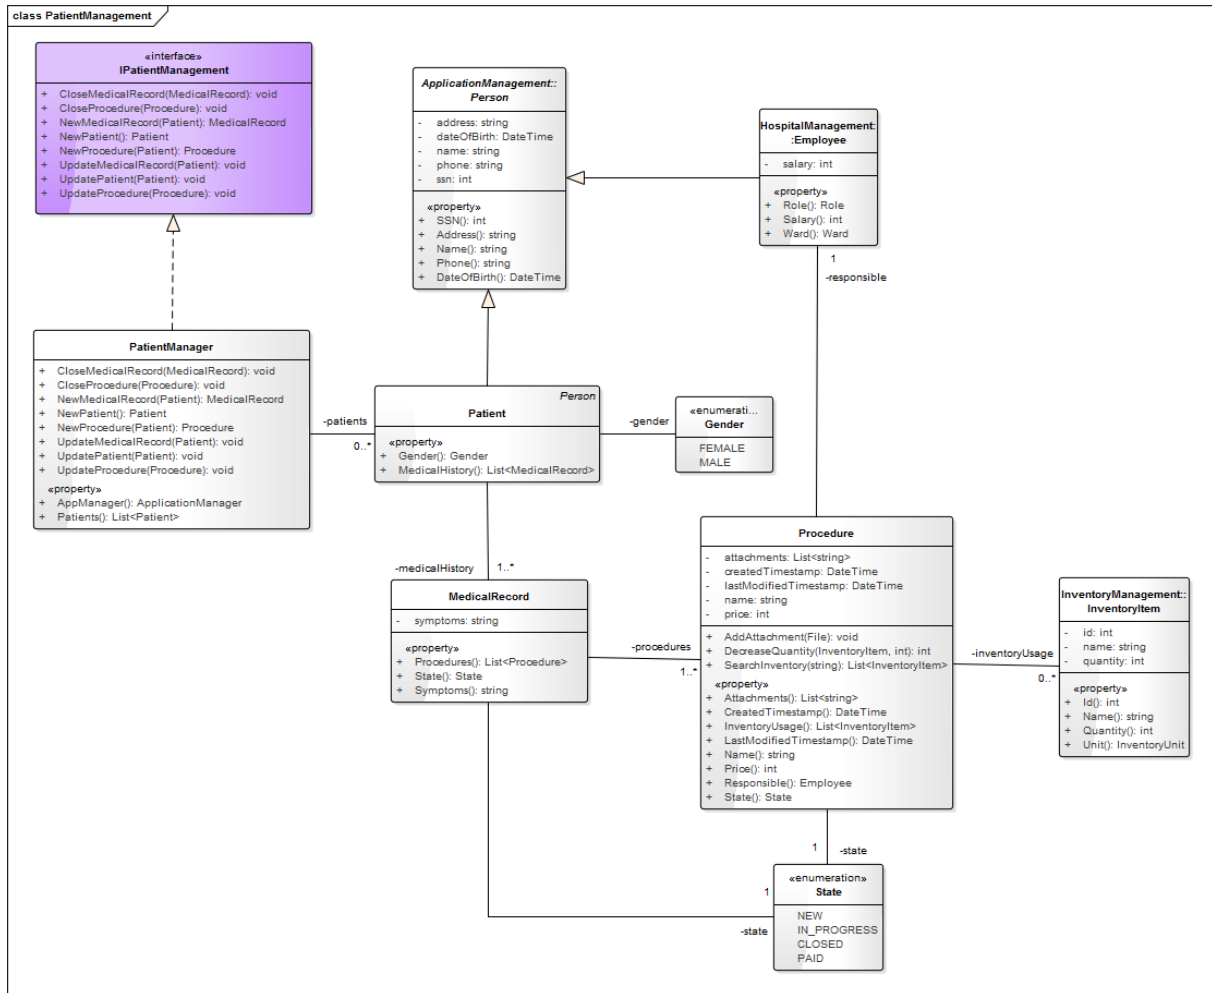 class PatientManagement
«interface»
IPatientManagement
+ CloseMedicalRecord(MedicalRecord): void
+ CloseProcedure(Procedure): void
+ NewMedicalRecord(Patient): MedicalRecord
+ NewPatient(): Patient
+ NewProcedure(Patient): Procedure
+ UpdateMedicalRecord(Patient): void
+ UpdatePatient(Patient): void
+ UpdateProcedure(Procedure): void
ApplicationManagement::
Person
- address: string
- dateOfBirth: DateTime
- name: string
- phone: string
- ssn: int
«property»
+ SSN(): int
+ Address(): string
+ Name(): string
+ Phone(): string
+ DateOfBirth(): DateTime
HospitalManagement:
:Employee
- salary: int
«property»
+ Role(): Role
+ Salary(): int
+ Ward(): Ward
1
-responsible
PatientManager
+ CloseMedicalRecord(MedicalRecord): void
+ CloseProcedure(Procedure): void
+ NewMedicalRecord(Patient): MedicalRecord
+ NewPatient(): Patient
+ NewProcedure(Patient): Procedure
+ UpdateMedicalRecord(Patient): void
+ UpdatePatient(Patient): void
+ UpdateProcedure(Procedure): void
«property»
+ AppManager(): ApplicationManager
+ Patients(): List<Patient>
-patients
0..*
Person
Patient
«property»
+ Gender(): Gender
+ MedicalHistory(): List<MedicalRecord>
-gender
«enumerati...
Gender
FEMALE
MALE
-medicalHistory
1..*
MedicalRecord
- symptoms: string
«property»
+ Procedures(): List<Procedure>
+ State(): State
+ Symptoms(): string
-procedures
1..*
Procedure
- attachments: List<string>
- createdTimestamp: DateTime
- lastModifiedTimestamp: DateTime
- name: string
- price: int
+ AddAttachment(File): void
+ DecreaseQuantity(InventoryItem, int): int
+ SearchInventory(string): List<InventoryItem>
«property»
+ Attachments(): List<string>
+ CreatedTimestamp(): DateTime
+ InventoryUsage(): List<InventoryItem>
+ LastModifiedTimestamp(): DateTime
+ Name(): string
+ Price(): int
+ Responsible(): Employee
+ State(): State
-inventoryUsage
0..*
InventoryManagement::
InventoryItem
- id: int
- name: string
- quantity: int
«property»
+ Id(): int
+ Name(): string
+ Quantity(): int
+ Unit(): InventoryUnit
1
-state
1
-state
«enumeration»
State
NEW
IN_PROGRESS
CLOSED
PAID